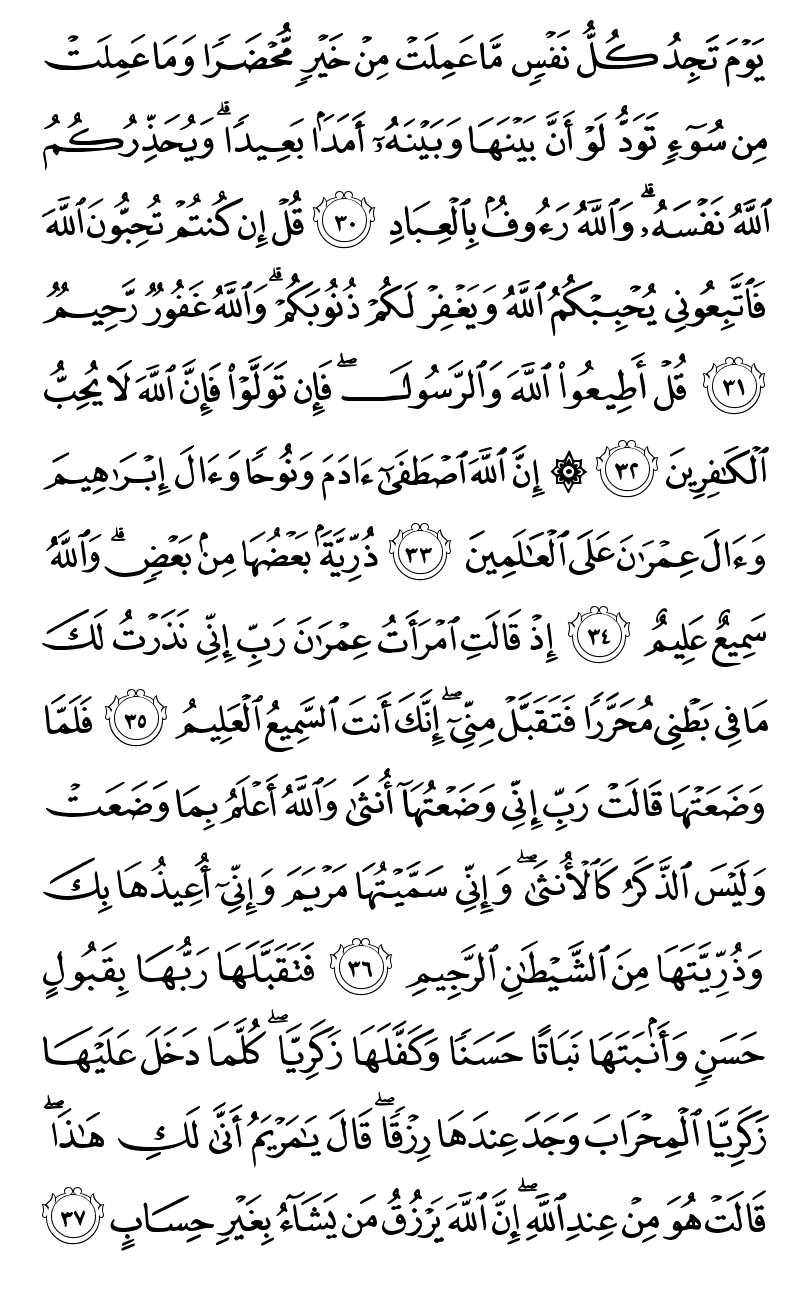 يَوْمَ تَجِدُ كُلُّ نَفْسٍ مَّا عَمِلَتْ مِنْ خَيْرٍ مُّحْضَرًا وَمَا عَمِلَتْ
مِن سُوٓءٍ تَوَدُّ لَوْ أَنَّ بَيْنَهَا وَبَيْنَهُۥٓ أَمَدًۢا بَعِيدًا ۗ وَيُحَذِّرُكُمُ
ٱللَّهُ نَفْسَهُۥ ۗ وَٱللَّهُ رَءُوفٌۢ بِٱلْعِبَادِ ٣٠ قُلْ إِن كُنتُمْ تُحِبُّونَ ٱللَّهَ
فَٱتَّبِعُونِى يُحْبِبْكُمُ ٱللَّهُ وَيَغْفِرْ لَكُمْ ذُنُوبَكُمْ ۗ وَٱللَّهُ غَفُورٌ رَّحِيمٌ
٣١ قُلْ أَطِيعُوا۟ ٱللَّهَ وَٱلرَّسُولَ ۖ فَإِن تَوَلَّوْا۟ فَإِنَّ ٱللَّهَ لَا يُحِبُّ
ٱلْكَٰفِرِينَ ٣٢ ۞ إِنَّ ٱللَّهَ ٱصْطَفَىٰٓ ءَادَمَ وَنُوحًا وَءَالَ إِبْرَٰهِيمَ
وَءَالَ عِمْرَٰنَ عَلَى ٱلْعَٰلَمِينَ ٣٣ ذُرِّيَّةًۢ بَعْضُهَا مِنۢ بَعْضٍ ۗ وَٱللَّهُ
سَمِيعٌ عَلِيمٌ ٣٤ إِذْ قَالَتِ ٱمْرَأَتُ عِمْرَٰنَ رَبِّ إِنِّى نَذَرْتُ لَكَ
مَا فِى بَطْنِى مُحَرَّرًا فَتَقَبَّلْ مِنِّىٓ ۖ إِنَّكَ أَنتَ ٱلسَّمِيعُ ٱلْعَلِيمُ ٣٥ فَلَمَّا
وَضَعَتْهَا قَالَتْ رَبِّ إِنِّى وَضَعْتُهَآ أُنثَىٰ وَٱللَّهُ أَعْلَمُ بِمَا وَضَعَتْ
وَلَيْسَ ٱلذَّكَرُ كَٱلْأُنثَىٰ ۖ وَإِنِّى سَمَّيْتُهَا مَرْيَمَ وَإِنِّىٓ أُعِيذُهَا بِكَ
وَذُرِّيَّتَهَا مِنَ ٱلشَّيْطَٰنِ ٱلرَّجِيمِ ٣٦ فَتَقَبَّلَهَا رَبُّهَا بِقَبُولٍ
حَسَنٍ وَأَنۢبَتَهَا نَبَاتًا حَسَنًا وَكَفَّلَهَا زَكَرِيَّا ۖ كُلَّمَا دَخَلَ عَلَيْهَا
زَكَرِيَّا ٱلْمِحْرَابَ وَجَدَ عِندَهَا رِزْقًا ۖ قَالَ يَٰمَرْيَمُ أَنَّىٰ لَكِ هَٰذَا ۖ
قَالَتْ هُوَ مِنْ عِندِ ٱللَّهِ ۖ إِنَّ ٱللَّهَ يَرْزُقُ مَن يَشَآءُ بِغَيْرِ حِسَابٍ ٣٧